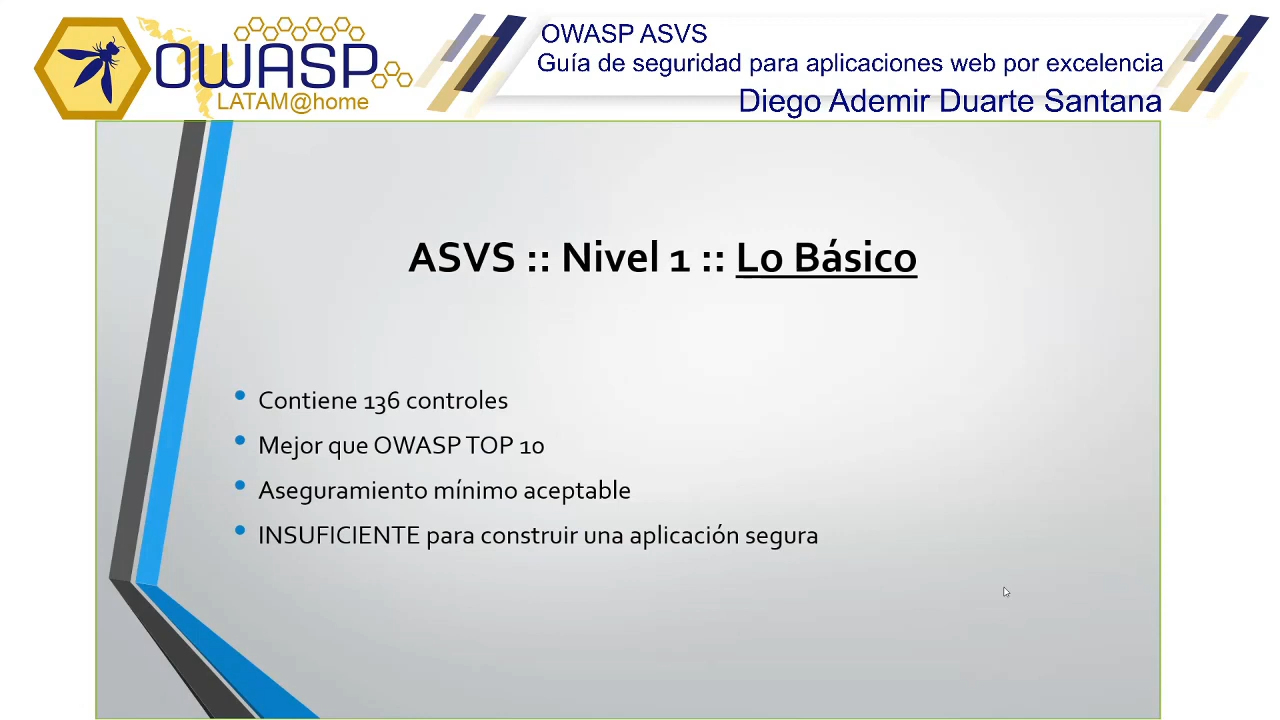 OWASP
LATAM@home
OWASP ASVS
Guía de seguridad para aplicaciones web por excelencia
Diego Ademir Duarte Santana
ASVS :: Nivel 1 :: Lo Básico
• Contiene 136 controles
• Mejor que OWASP TOP 10
• Aseguramiento mínimo aceptable
• INSUFICIENTE para construir una aplicación segura